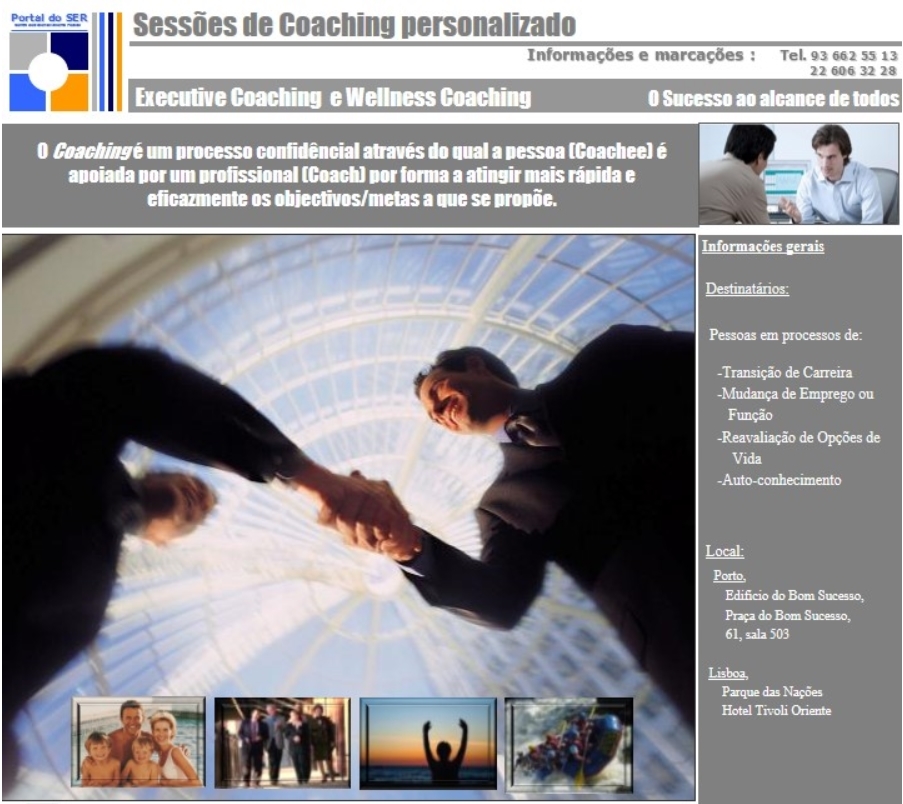 Portal do SER
Sessões de Coaching personalizado
Informações e marcações : Tel. 93 662 55 13
22 606 32 28
Executive Coaching e Wellness Coaching
O Sucesso ao alcance de todos
O Coaching é um processo confidêncial através do qual a pessoa (Coachee) é
apoiada por um profissional (Coach) por forma a atingir mais rápida e
eficazmente os objectivos/metas a que se propõe.
Informações gerais
Destinatários:
Pessoas em processos de:
-Transição de Carreira
-Mudança de Emprego ou
Função
-Reavaliação de Opções de
Vida
-Auto-conhecimento
Local:
Porto,
Edificio do Bom Sucesso,
Praça do Bom Sucesso,
61, sala 503
Lisboa,
Parque das Nações
Hotel Tivoli Oriente